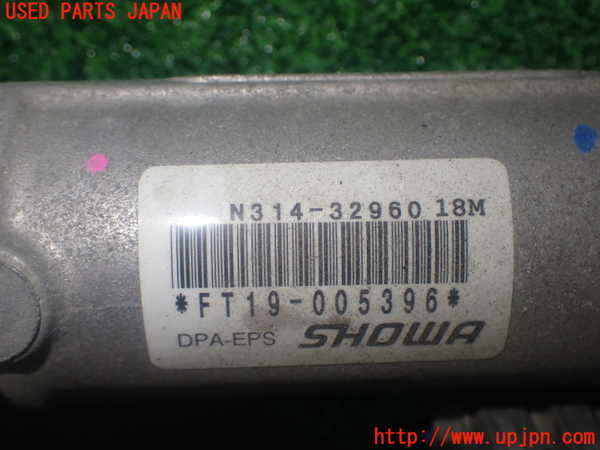 USED PARTS JAPAN
N314-32960 18M
*FT19-005396*
DPA-EPS SHOWA
http://www.upjpn.com/